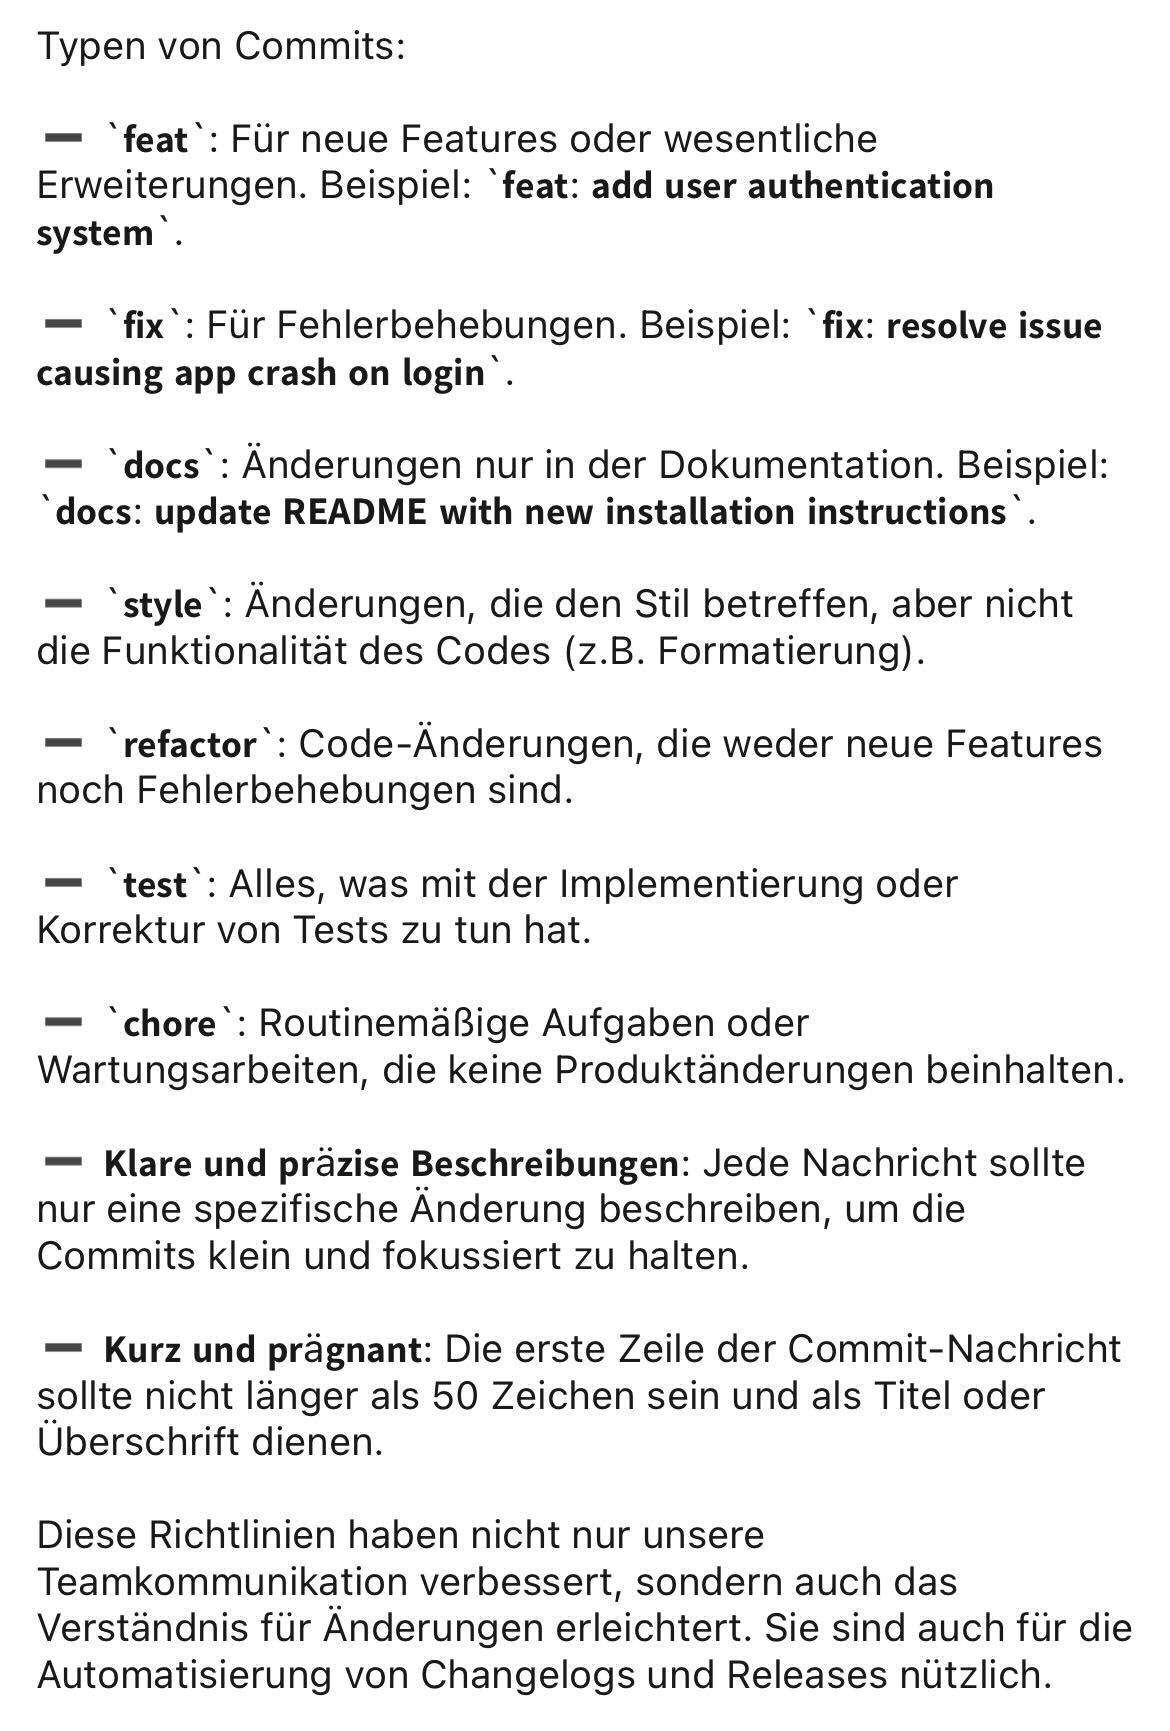 Typen von Commits:
➖ `feat`: Für neue Features oder wesentliche
Erweiterungen. Beispiel: `feat: add user authentication
system`.
➖ `fix`: Für Fehlerbehebungen. Beispiel: `fix: resolve issue
causing app crash on login`.
➖ `docs`: Änderungen nur in der Dokumentation. Beispiel:
`docs: update README with new installation instructions`.
➖ `style`: Änderungen, die den Stil betreffen, aber nicht
die Funktionalität des Codes (z.B. Formatierung).
➖ `refactor`: Code-Änderungen, die weder neue Features
noch Fehlerbehebungen sind.
➖ `test`: Alles, was mit der Implementierung oder
Korrektur von Tests zu tun hat.
➖ `chore`: Routinemäßige Aufgaben oder
Wartungsarbeiten, die keine Produktänderungen beinhalten.
➖ Klare und präzise Beschreibungen: Jede Nachricht sollte
nur eine spezifische Änderung beschreiben, um die
Commits klein und fokussiert zu halten.
➖ Kurz und prägnant: Die erste Zeile der Commit-Nachricht
sollte nicht länger als 50 Zeichen sein und als Titel oder
Überschrift dienen.
Diese Richtlinien haben nicht nur unsere
Teamkommunikation verbessert, sondern auch das
Verständnis für Änderungen erleichtert. Sie sind auch für die
Automatisierung von Changelogs und Releases nützlich.